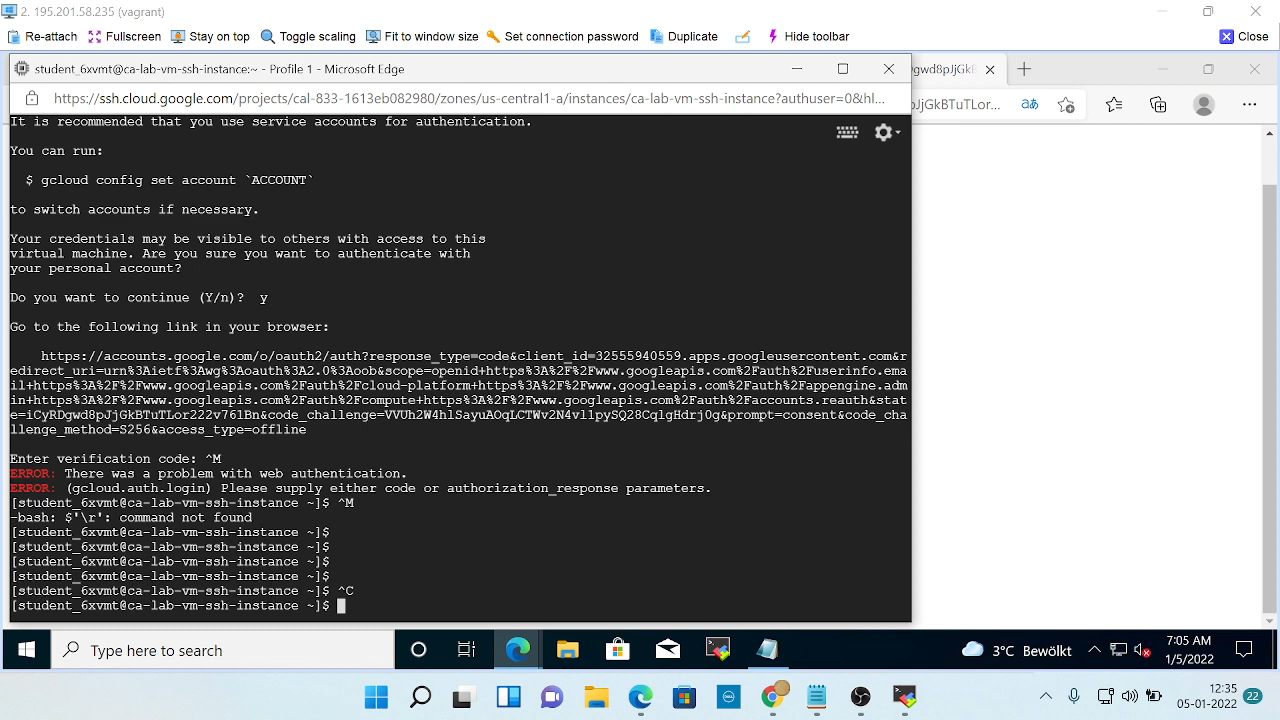 2. 195.201.58.235 (vagrant)
Re-attach Fullscreen Stay on top Toggle scaling Fit to window size Set connection password Duplicate Hide toolbar Close
student_6xvmt@ca-lab-vm-ssh-instance:~ - Profile 1 - Microsoft Edge
gwd8pJjGkB
https://ssh.cloud.google.com/projects/cal-833-1613eb082980/zones/us-central1-a/instances/ca-lab-vm-ssh-instance?authuser=0&hl...
pJjGkBTuTLor...
It is recommended that you use service accounts for authentication.
You can run:
$ gcloud config set account `ACCOUNT`
to switch accounts if necessary.
Your credentials may be visible to others with access to this
virtual machine. Are you sure you want to authenticate with
your personal account?
Do you want to continue (Y/n)?  y
Go to the following link in your browser:
https://accounts.google.com/o/oauth2/auth?response_type=code&client_id=32555940559.apps.googleusercontent.com&r
edirect_uri=urn%3Aietf%3Awg%3Aoauth%3A2.0%3Aoob&scope=openid+https%3A%2F%2Fwww.googleapis.com%2Fauth%2Fuserinfo.ema
il+https%3A%2F%2Fwww.googleapis.com%2Fauth%2Fcloud-platform+https%3A%2F%2Fwww.googleapis.com%2Fauth%2Fappengine.adm
in+https%3A%2F%2Fwww.googleapis.com%2Fauth%2Fcompute+https%3A%2F%2Fwww.googleapis.com%2Fauth%2Faccounts.reauth&stat
e=iCyRDgwd8pJjGkBTuTLor222v761Bn&code_challenge=VVUh2W4hlSayuAOqLCTWv2N4vl1pySQ28CqlgHdrj0g&prompt=consent&code_cha
llenge_method=S256&access_type=offline
Enter verification code: ^M
ERROR: There was a problem with web authentication.
ERROR: (gcloud.auth.login) Please supply either code or authorization_response parameters.
[student_6xvmt@ca-lab-vm-ssh-instance ~]$ ^M
-bash: $'\r': command not found
[student_6xvmt@ca-lab-vm-ssh-instance ~]$
[student_6xvmt@ca-lab-vm-ssh-instance ~]$
[student_6xvmt@ca-lab-vm-ssh-instance ~]$
[student_6xvmt@ca-lab-vm-ssh-instance ~]$
[student_6xvmt@ca-lab-vm-ssh-instance ~]$ ^C
[student_6xvmt@ca-lab-vm-ssh-instance ~]$
Type here to search
3°C Bewölkt
7:05 AM
1/5/2022
DELL
12:35
05-01-2022
22